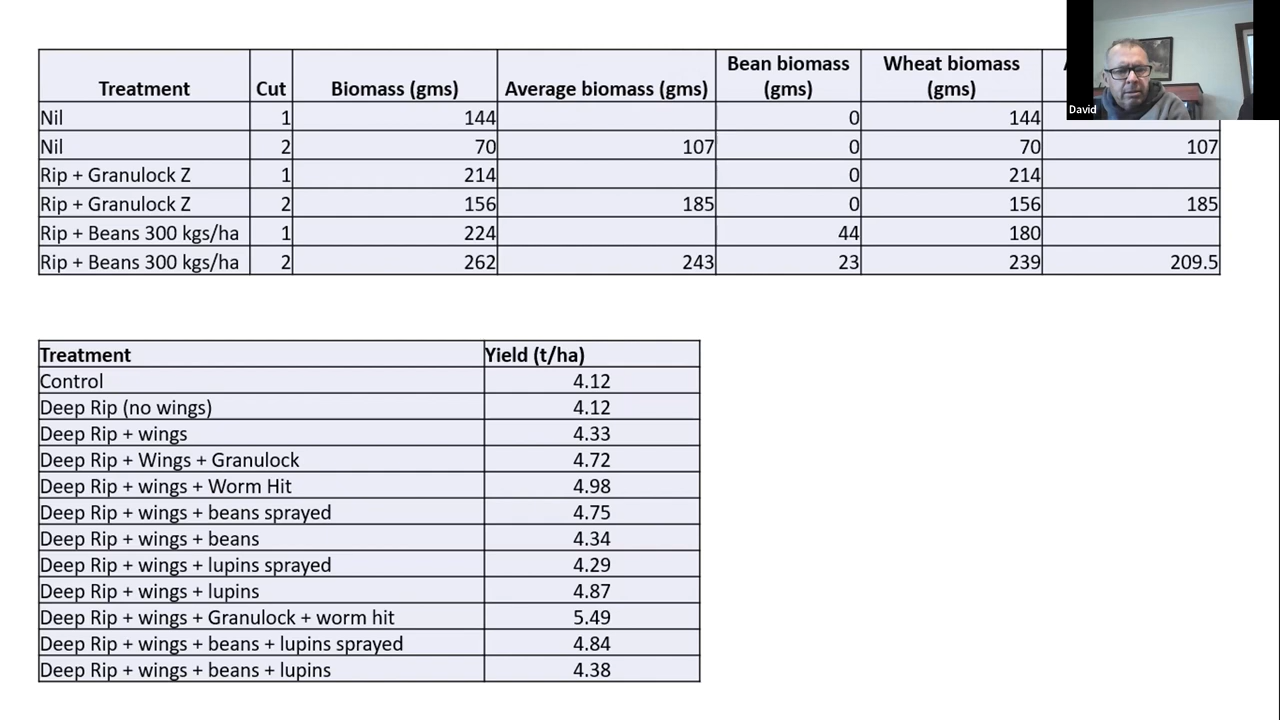 Treatment Cut Biomass (gms) Average biomass (gms) Bean biomass (gms) Wheat biomass (gms)
Nil 1 144 0 144
Nil 2 70 107 0 70 107
Rip + Granulock Z 1 214 0 214
Rip + Granulock Z 2 156 185 0 156 185
Rip + Beans 300 kgs/ha 1 224 44 180
Rip + Beans 300 kgs/ha 2 262 243 23 239 209.5
David
Treatment Yield (t/ha)
Control 4.12
Deep Rip (no wings) 4.12
Deep Rip + wings 4.33
Deep Rip + Wings + Granulock 4.72
Deep Rip + wings + Worm Hit 4.98
Deep Rip + wings + beans sprayed 4.75
Deep Rip + wings + beans 4.34
Deep Rip + wings + lupins sprayed 4.29
Deep Rip + wings + lupins 4.87
Deep Rip + wings + Granulock + worm hit 5.49
Deep Rip + wings + beans + lupins sprayed 4.84
Deep Rip + wings + beans + lupins 4.38